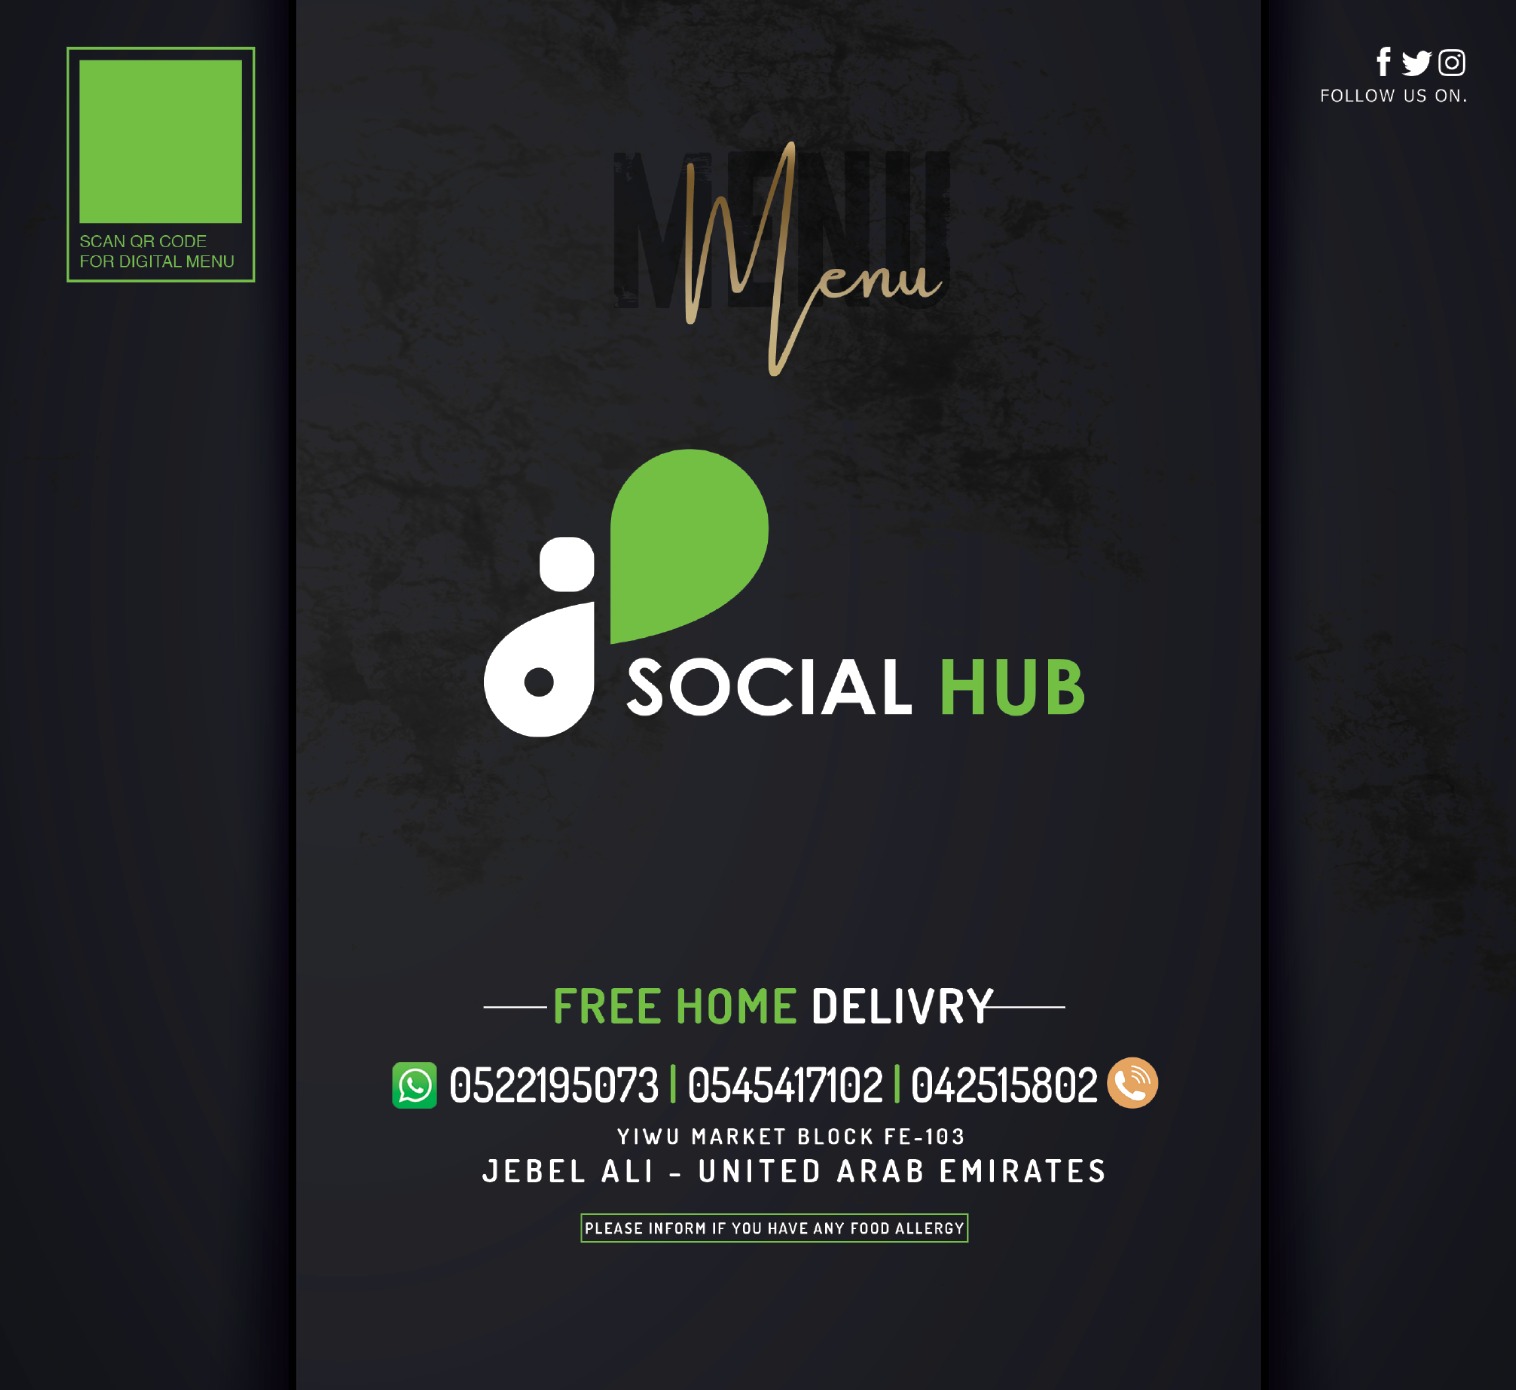 SCAN QR CODE
FOR DIGITAL MENU
FOLLOW US ON.
MENU
Menu
SOCIAL HUB
FREE HOME DELIVRY
0522195073 | 0545417102 | 042515802
YIWU MARKET BLOCK FE-103
JEBEL ALI - UNITED ARAB EMIRATES
PLEASE INFORM IF YOU HAVE ANY FOOD ALLERGY